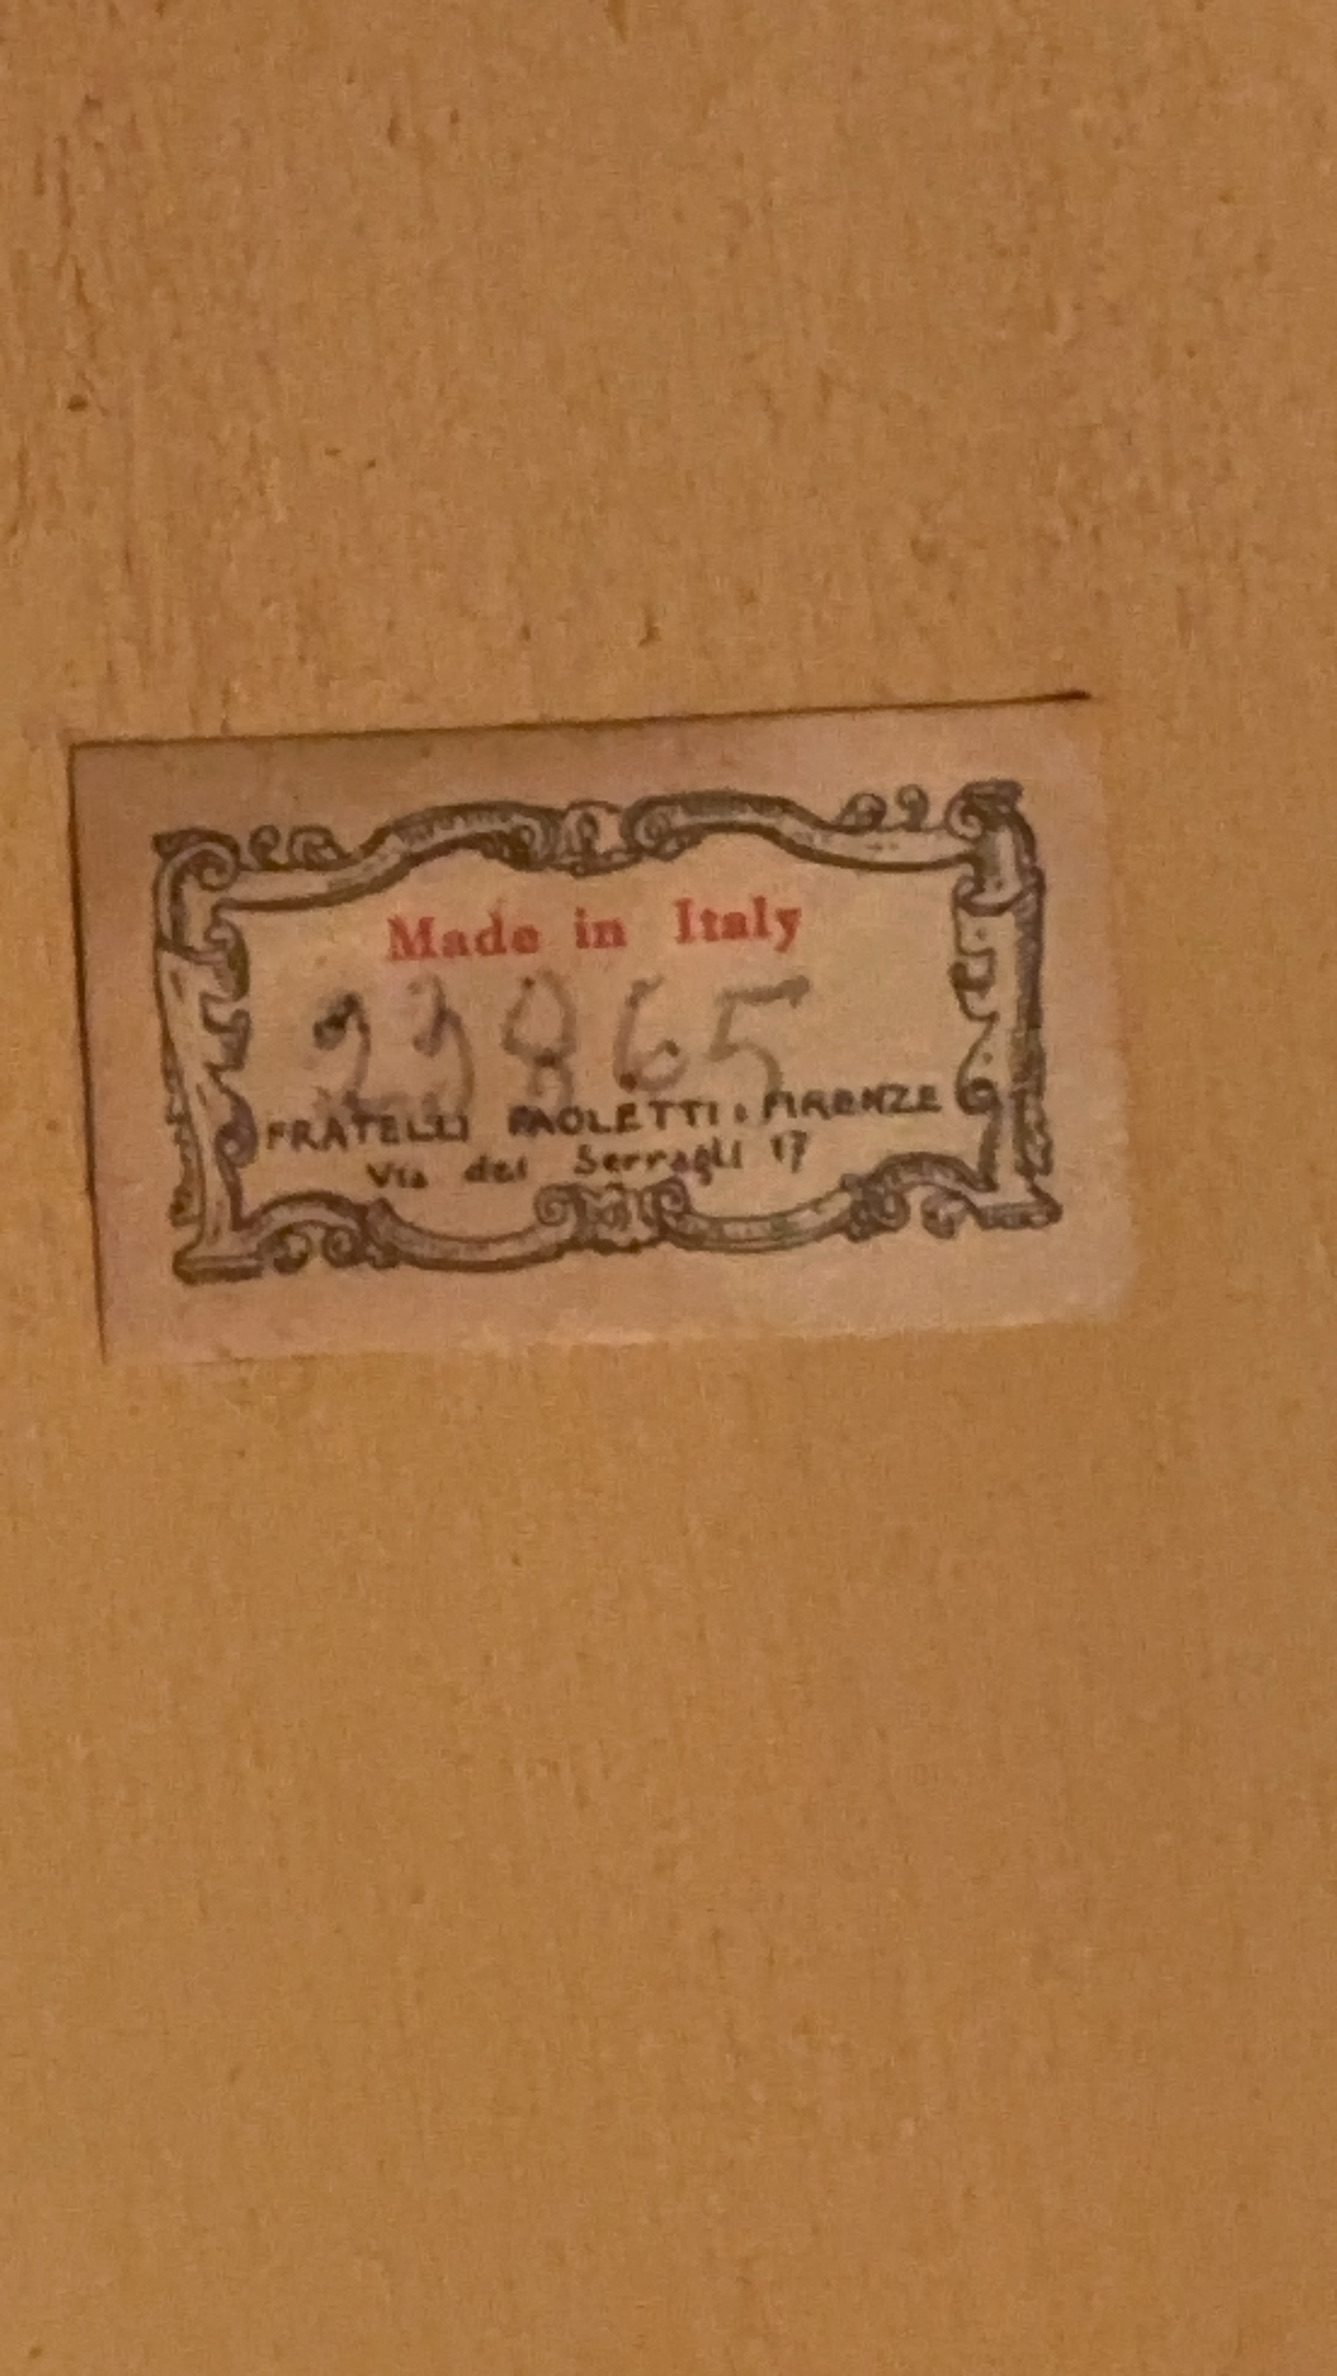 Made in Italy
23865
FRATELLI PAOLETTI. FIRENZE
Via dei Serragli 17